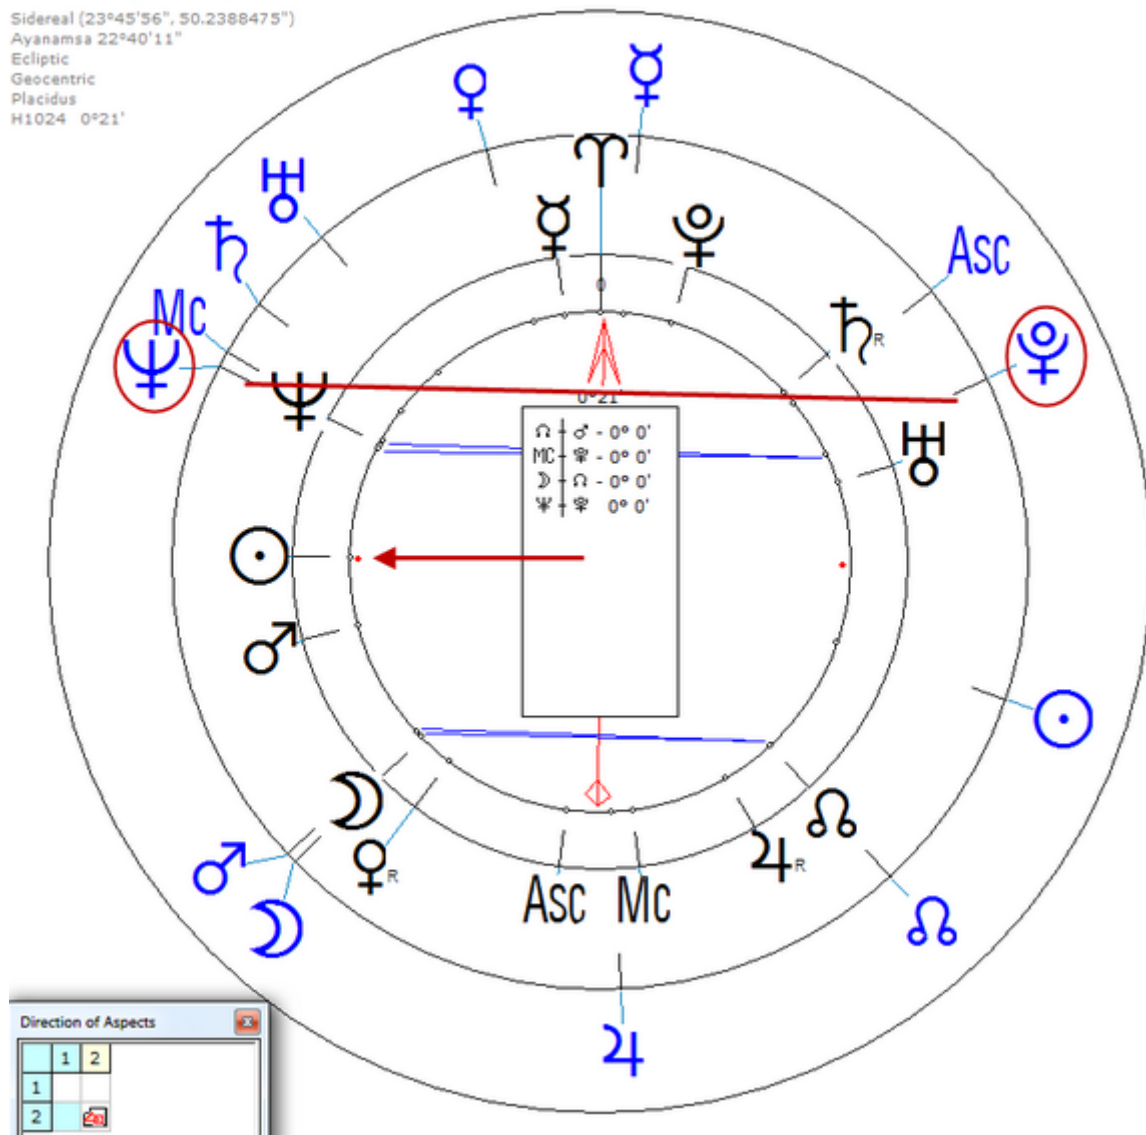 Sidereal (23°45'56", 50.2388475")
Ayanamsa 22°40'11"
Ecliptic
Geocentric
Placidus
H1024 0°21'
Mc
Asc
0
R
0°21'
☊ ♂ - 0° 0'
MC - 0° 0'
☽ ☊ - 0° 0'
♆ 0° 0'
R
R
Asc Mc
Direction of Aspects
1 2
1
2